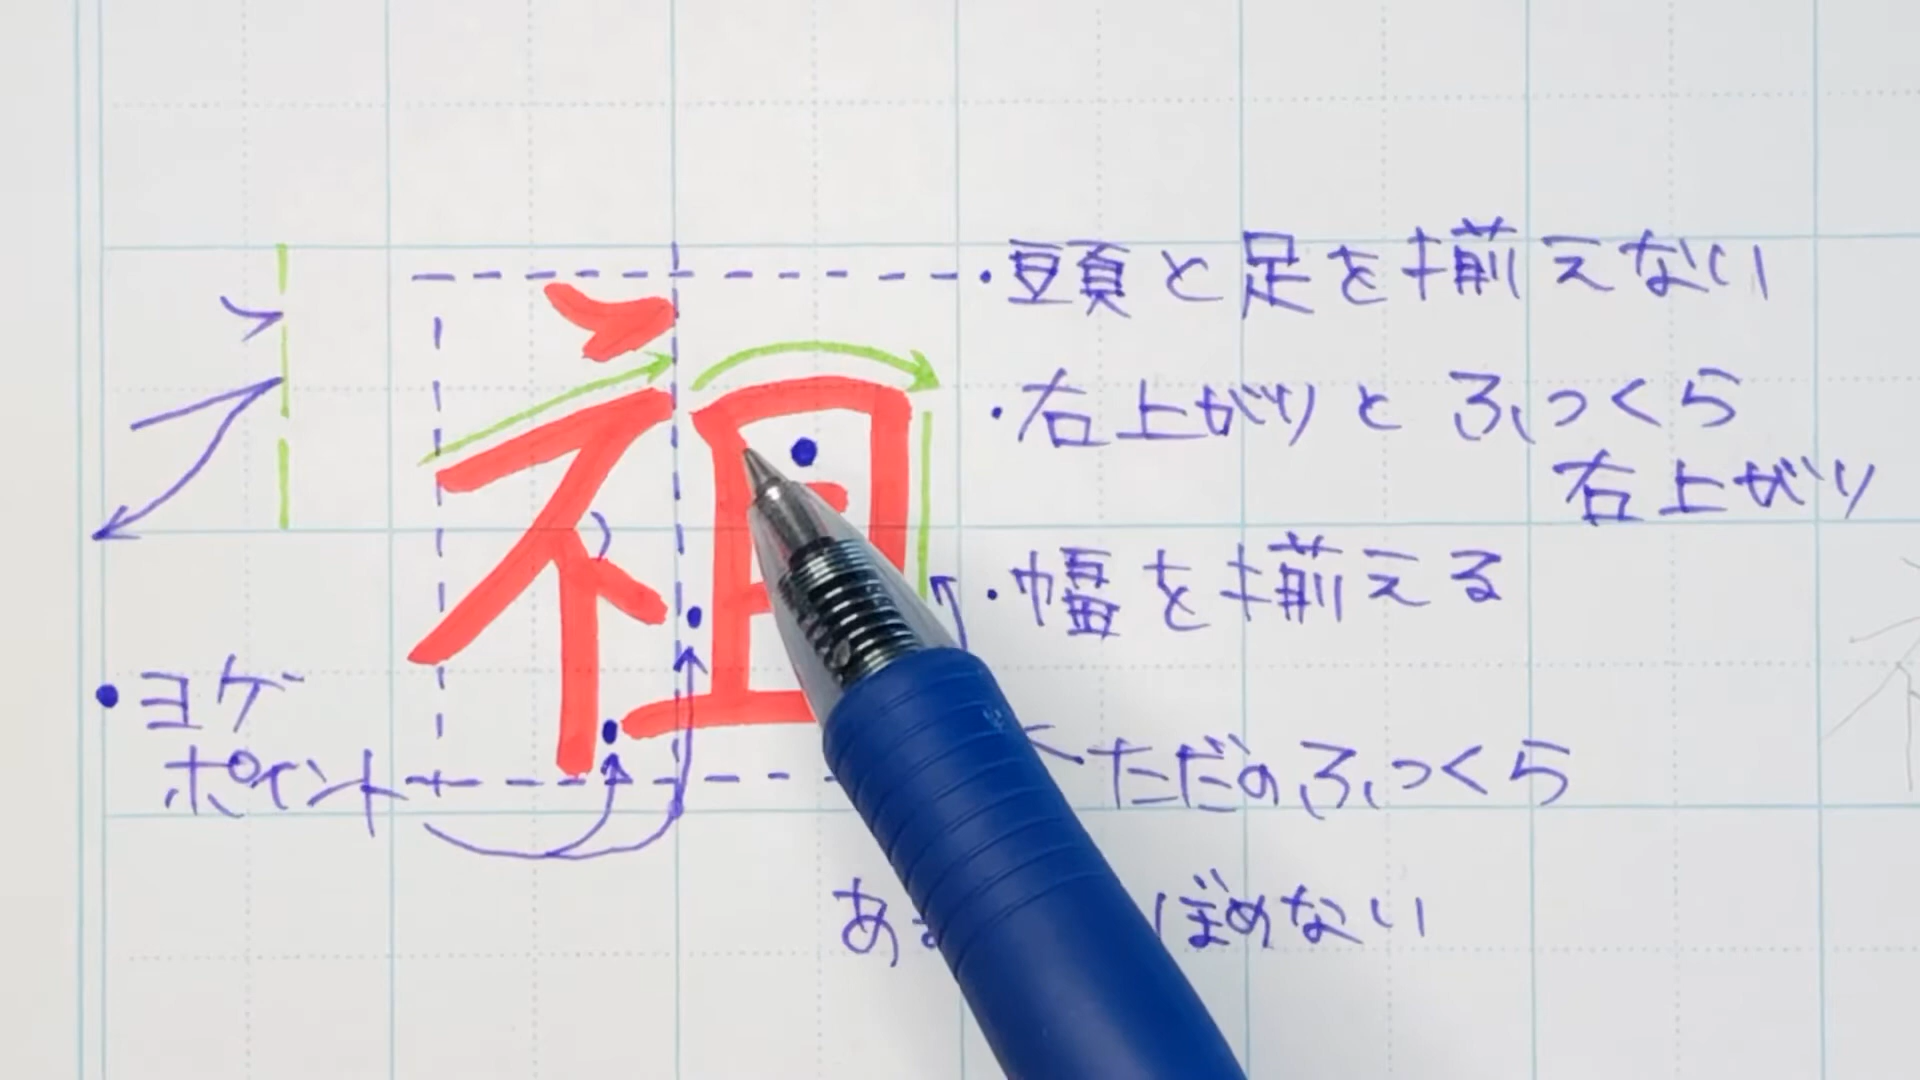 ・頭と足を揃えない
・右上がりとふっくら
右上がり
・幅を揃える
・ヨケ
ポイント
祖
ただのふっくら
あ ぼめない